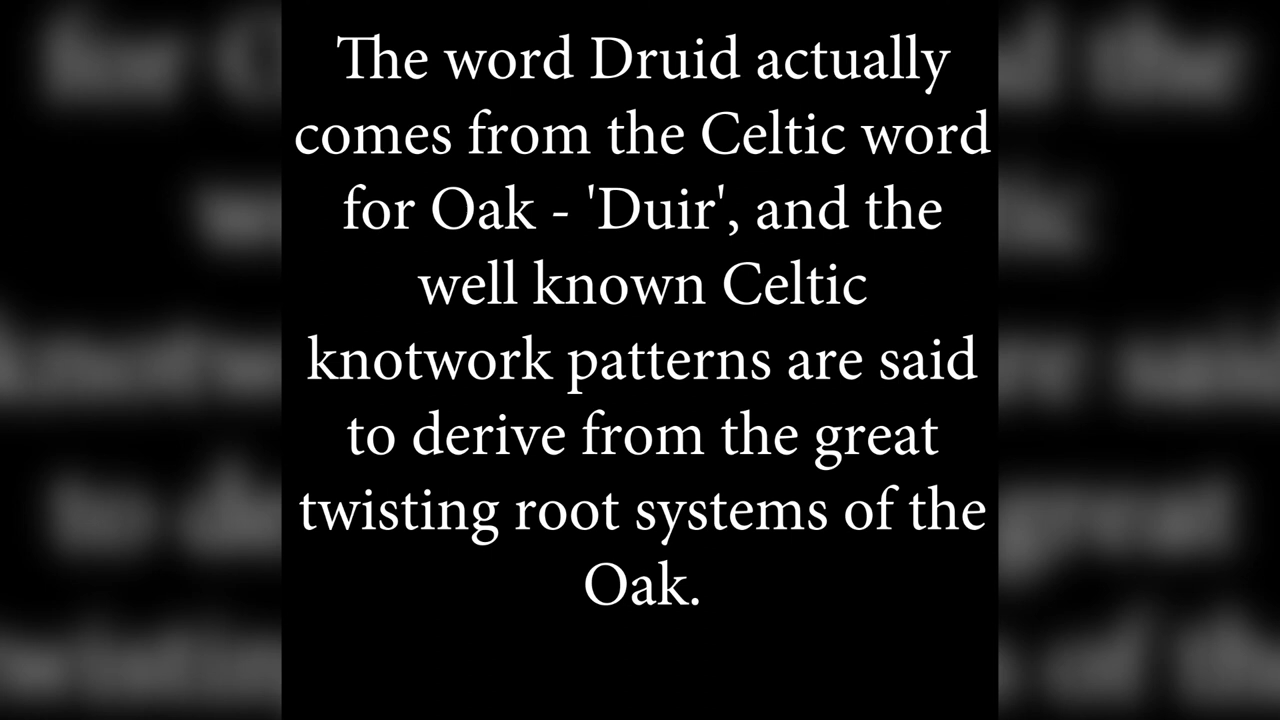 The word Druid actually
comes from the Celtic word
for Oak - 'Duir', and the
well known Celtic
knotwork patterns are said
to derive from the great
twisting root systems of the
Oak.